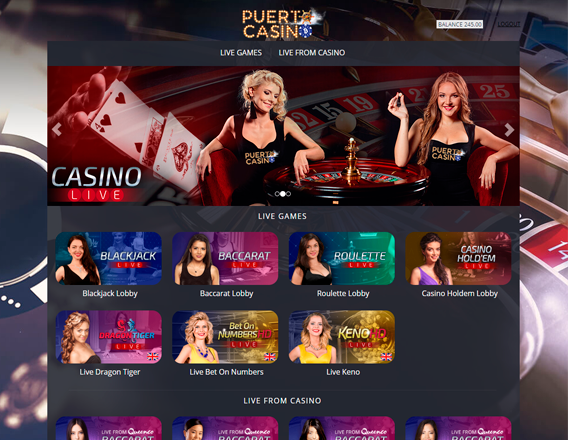 PUERTO
CASINO
BALANCE 245.00
LOGOUT
LIVE GAMES
LIVE FROM CASINO
PUERTO
CASINO
PUERTO
CASINO
CASINO
LIVE
LIVE GAMES
BLACKJACK
LIVE
BACCARAT
LIVE
ROULETTE
LIVE
CASINO
HOLD'EM
LIVE
Blackjack Lobby
Baccarat Lobby
Roulette Lobby
Casino Holdem Lobby
DRAGON TIGER
LIVE
Bet On
NUMBERS HD
LIVE
KENO HD
LIVE
Live Dragon Tiger
Live Bet On Numbers
Live Keno
LIVE FROM CASINO
LIVE FROM Queenco
BACCARAT
LIVE FROM Queenco
BACCARAT
LIVE FROM Queenco
BACCARAT
LIVE FROM Queenco
BACCARAT